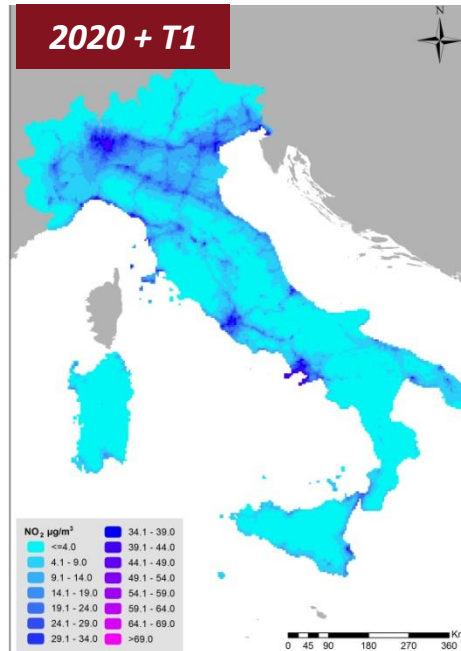 2020 + T1
N
NO₂ µg/m³
<=4.0
4.1 - 9.0
9.1 - 14.0
14.1 - 19.0
19.1 - 24.0
24.1 - 29.0
29.1 - 34.0
34.1 - 39.0
39.1 - 44.0
44.1 - 49.0
49.1 - 54.0
54.1 - 59.0
59.1 - 64.0
64.1 - 69.0
>69.0
Km
0 45 90 180 270 360